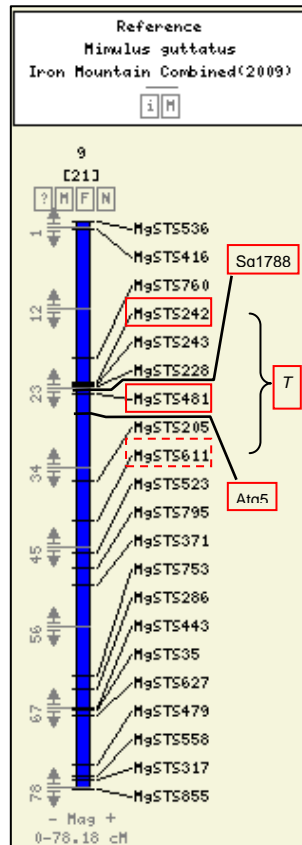 Reference
Mimulus guttatus
Iron Mountain Combined(2009)
i M
9
[21]
? M F N
1
12
23
34
45
56
67
78
MgSTS536
MgSTS416
MgSTS760
MgSTS242
MgSTS243
MgSTS228
MgSTS481
MgSTS205
MgSTS611
MgSTS523
MgSTS795
MgSTS371
MgSTS753
MgSTS286
MgSTS443
MgSTS35
MgSTS627
MgSTS479
MgSTS558
MgSTS317
MgSTS855
Sq1788
T
Atg5
- Mag +
0-78.18 cM